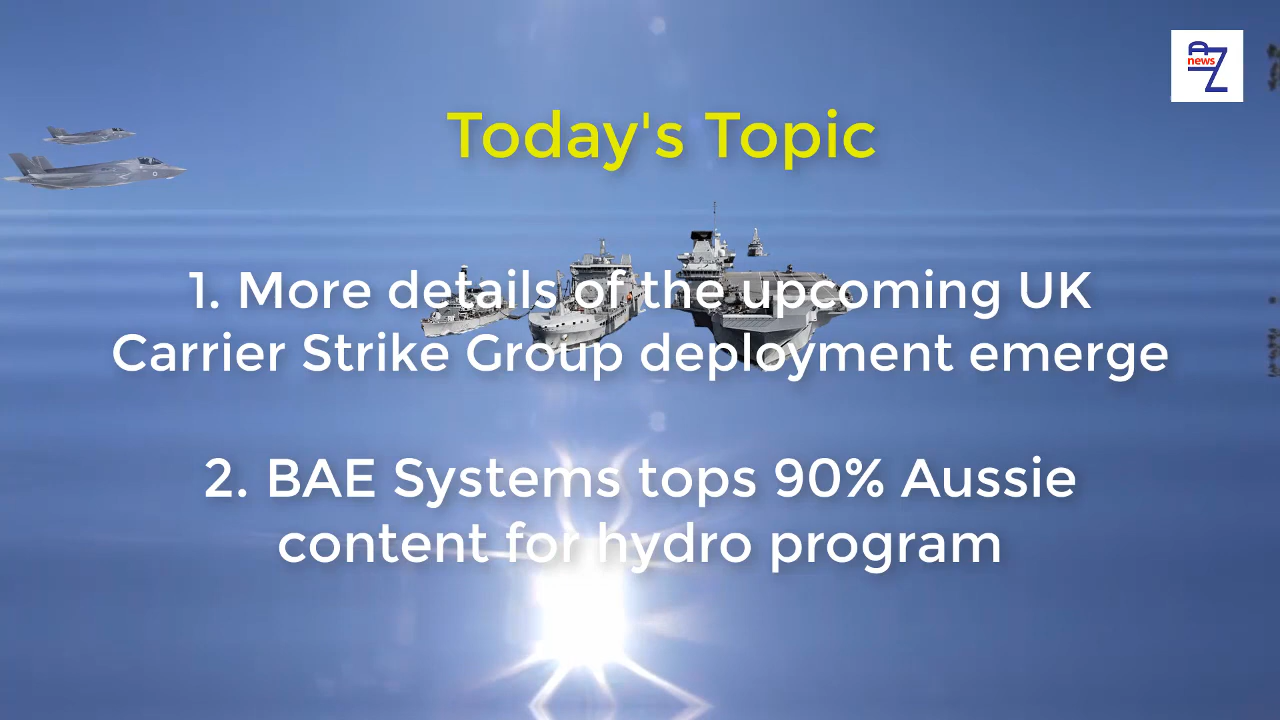 A
news
Z
Today's Topic
1. More details of the upcoming UK
Carrier Strike Group deployment emerge
2. BAE Systems tops 90% Aussie
content for hydro program